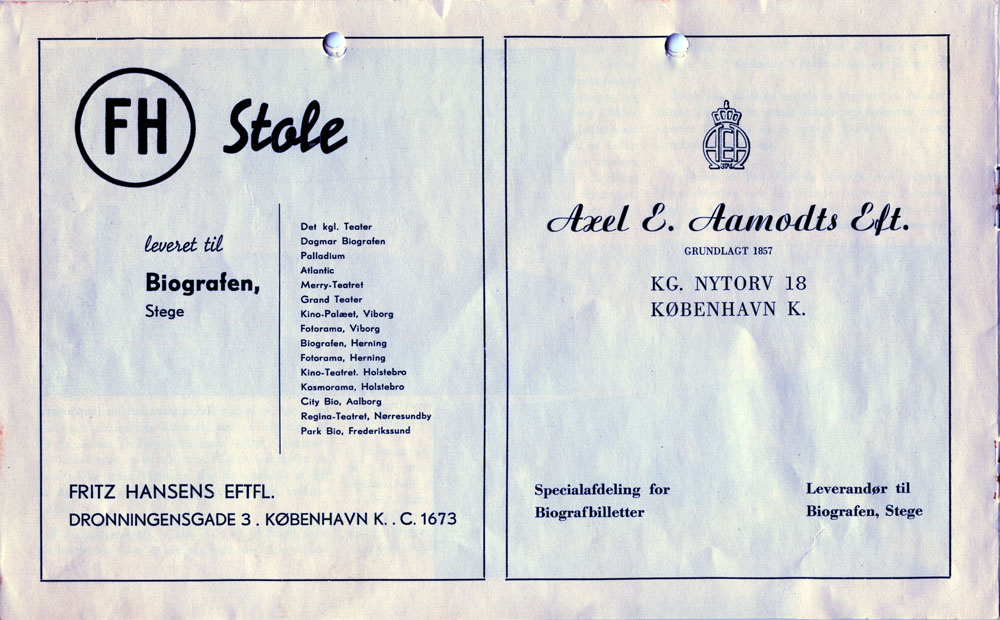 FH Stole
leveret til
Biografen,
Stege
Det kgl. Teater
Dagmar Biografen
Palladium
Atlantic
Merry-Teatret
Grand Teater
Kino-Palæet, Viborg
Fotorama, Viborg
Biografen, Herning
Fotorama, Herning
Kino-Teatret. Holstebro
Kosmorama, Holstebro
City Bio, Aalborg
Regina-Teatret, Nørresundby
Park Bio, Frederikssund
FRITZ HANSENS EFTFL.
DRONNINGENSGADE 3 . KØBENHAVN K. . C. 1673
Axel E. Aamodts Eft.
GRUNDLAGT 1857
KG. NYTORV 18
KØBENHAVN K.
Specialafdeling for
Biografbilletter
Leverandør til
Biografen, Stege